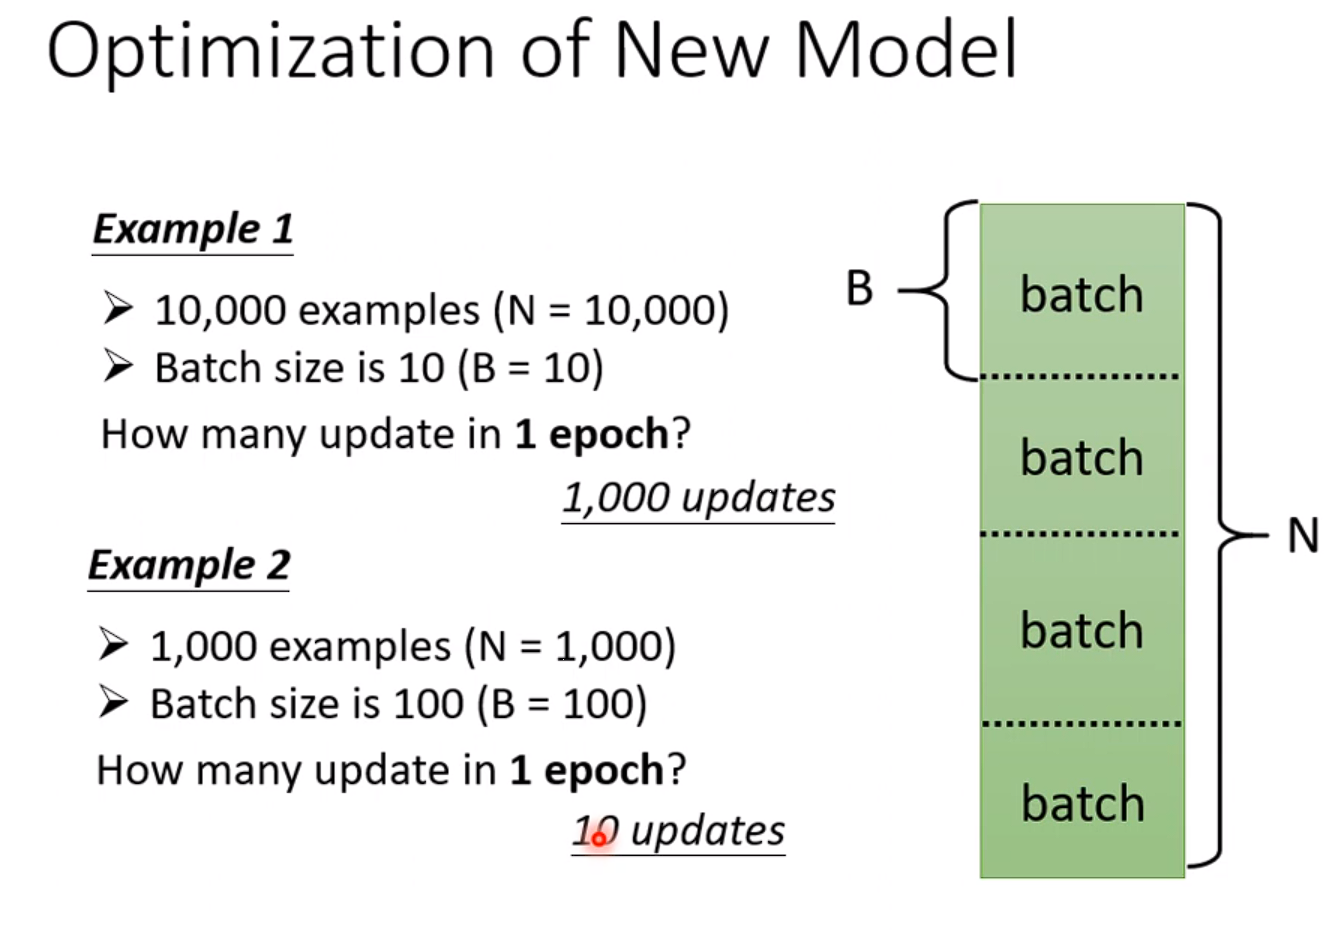 Optimization of New Model
Example 1
➢ 10,000 examples (N = 10,000)
➢ Batch size is 10 (B = 10)
How many update in 1 epoch?
1,000 updates
Example 2
➢ 1,000 examples (N = 1,000)
➢ Batch size is 100 (B = 100)
How many update in 1 epoch?
10 updates
B
batch
batch
batch
batch
N